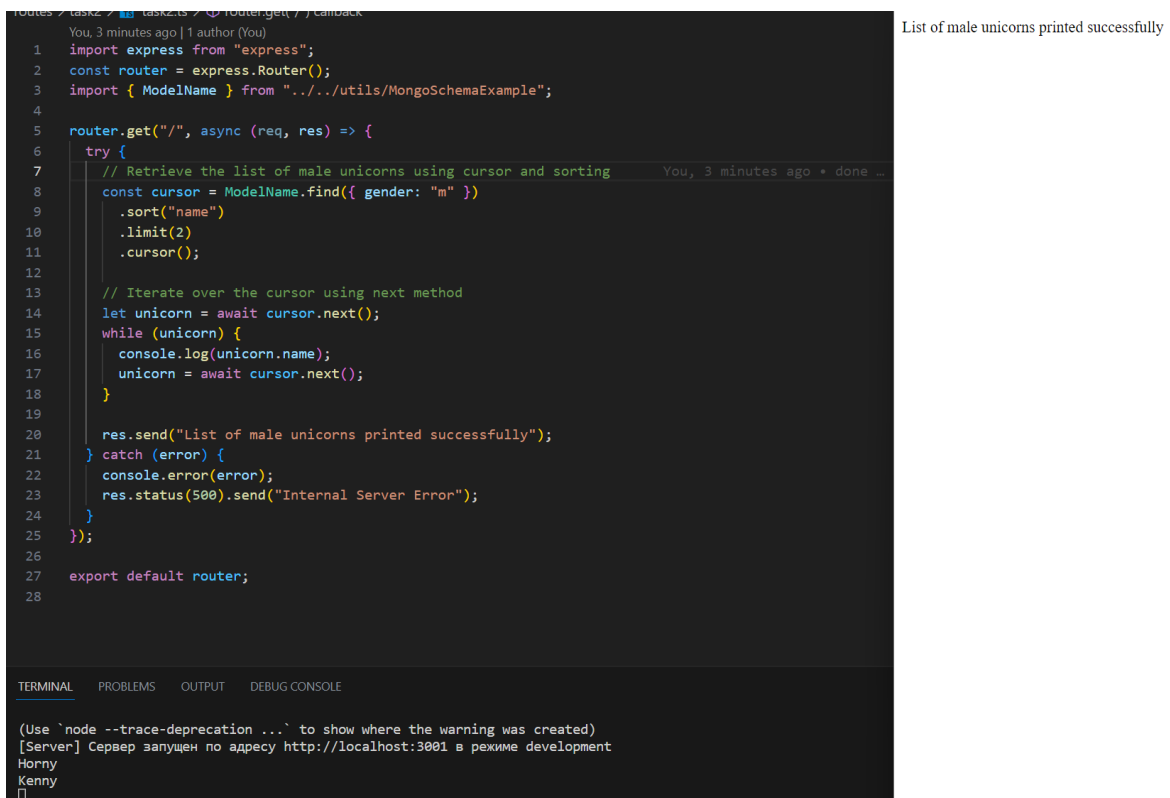 routes > task2 > TS task2.ts > router.get("/") callback
You, 3 minutes ago | 1 author (You)
1 import express from "express";
2 const router = express.Router();
3 import { ModelName } from "../../utils/MongoSchemaExample";
4
5 router.get("/", async (req, res) => {
6 try {
7 // Retrieve the list of male unicorns using cursor and sorting You, 3 minutes ago • done …
8 const cursor = ModelName.find({ gender: "m" })
9 .sort("name")
10 .limit(2)
11 .cursor();
12
13 // Iterate over the cursor using next method
14 let unicorn = await cursor.next();
15 while (unicorn) {
16 console.log(unicorn.name);
17 unicorn = await cursor.next();
18 }
19
20 res.send("List of male unicorns printed successfully");
21 } catch (error) {
22 console.error(error);
23 res.status(500).send("Internal Server Error");
24 }
25 });
26
27 export default router;
28
TERMINAL PROBLEMS OUTPUT DEBUG CONSOLE
(Use `node --trace-deprecation ...` to show where the warning was created)
[Server] Сервер запущен по адресу http://localhost:3001 в режиме development
Horny
Kenny
List of male unicorns printed successfully